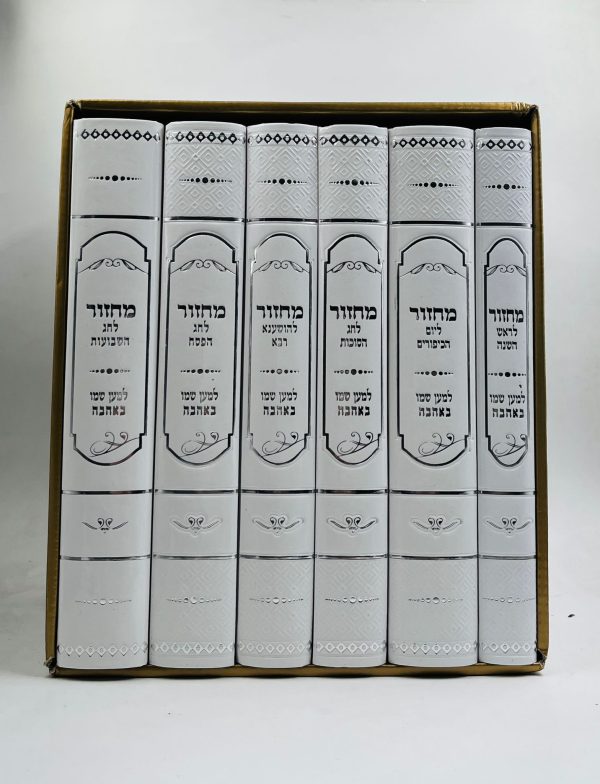 מחזור
לראש
השנה
למען שמו
באהבה
מחזור
ליום
הכיפורים
למען שמו
באהבה
מחזור
לחג
הסוכות
למען שמו
באהבה
מחזור
להושענא
רבא
למען שמו
באהבה
מחזור
לחג
הפסח
למען שמו
באהבה
מחזור
לחג
השבועות
למען שמו
באהבה